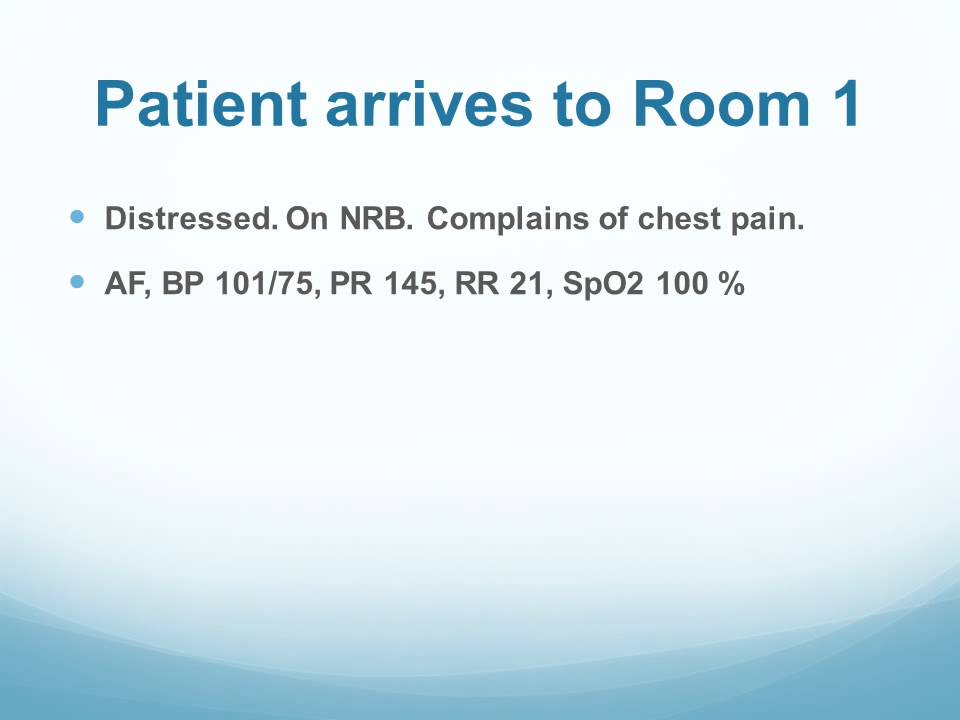 Patient arrives to Room 1
Distressed. On NRB. Complains of chest pain.
AF, BP 101/75, PR 145, RR 21, SpO2 100 %